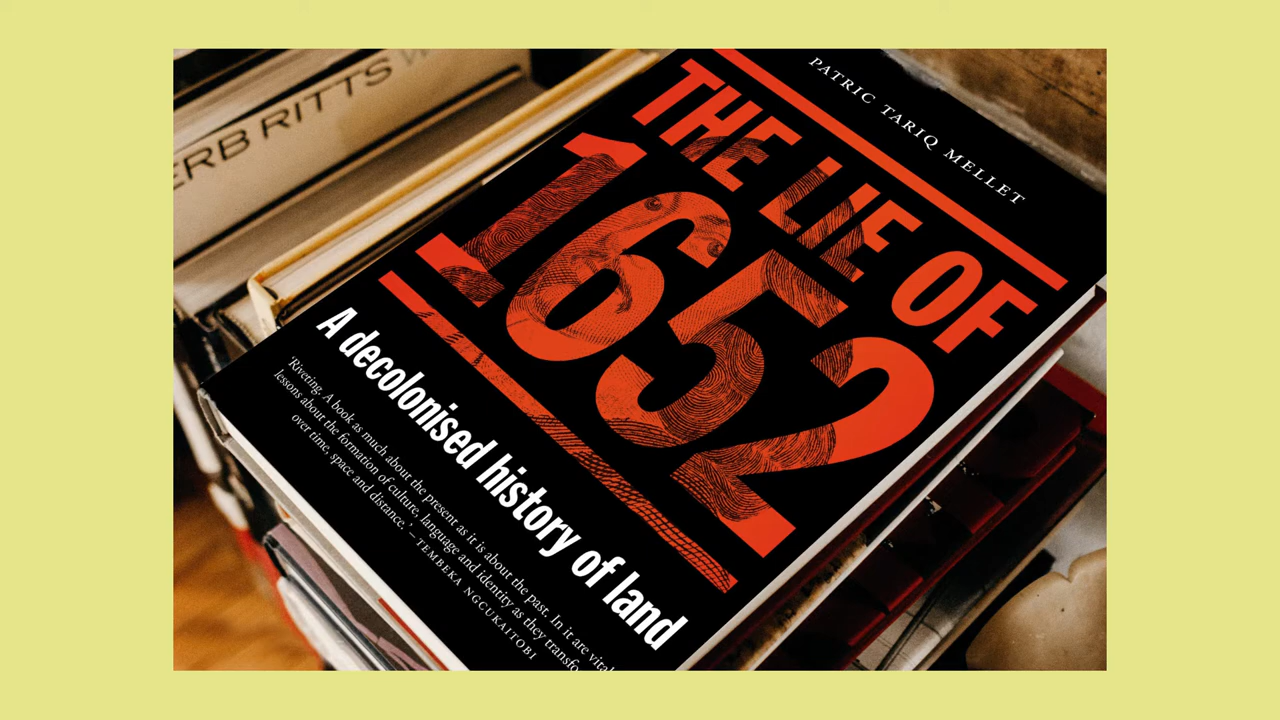 ERB RITTS
PATRIC TARIQ MELLET
THE LIE OF
1652
A decolonised history of land
'Riveting. A book as much about the present as it is about the past. In it are vital
lessons about the formation of culture, language and identity as they transfo
over time, space and distance.' – TEMBEKA NGCUKAITOBI